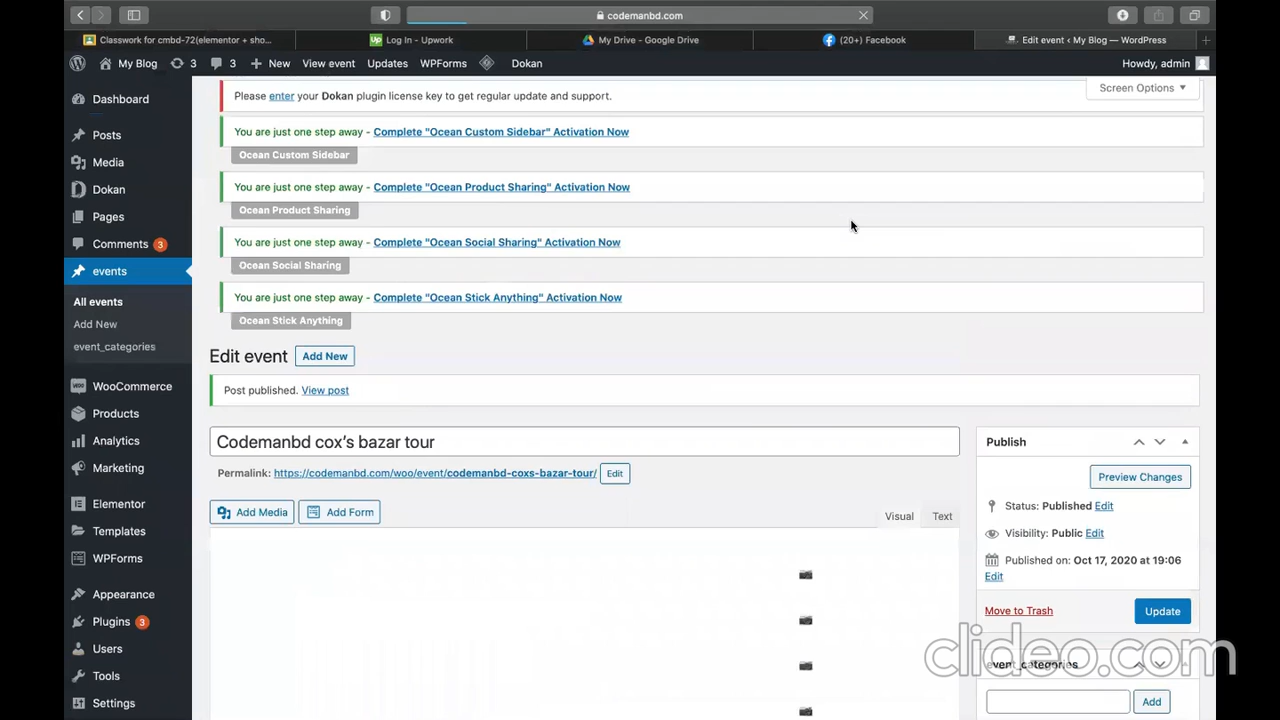 codemanbd.com
Classwork for cmbd-72(elementor + sho...
Up Log In - Upwork
My Drive - Google Drive
(20+) Facebook
Edit event ‹ My Blog — WordPress
My Blog
3
3
New
View event
Updates
WPForms
Dokan
Howdy, admin
Dashboard
Posts
Media
Dokan
Pages
Comments 3
events
All events
Add New
event_categories
WooCommerce
Products
Analytics
Marketing
Elementor
Templates
WPForms
Appearance
Plugins 3
Users
Tools
Settings
Screen Options
Please enter your Dokan plugin license key to get regular update and support.
You are just one step away - Complete "Ocean Custom Sidebar" Activation Now
Ocean Custom Sidebar
You are just one step away - Complete "Ocean Product Sharing" Activation Now
Ocean Product Sharing
You are just one step away - Complete "Ocean Social Sharing" Activation Now
Ocean Social Sharing
You are just one step away - Complete "Ocean Stick Anything" Activation Now
Ocean Stick Anything
Edit event
Add New
Post published. View post
Codemanbd cox's bazar tour
Permalink: https://codemanbd.com/woo/event/codemanbd-coxs-bazar-tour/ Edit
Add Media
Add Form
Visual
Text
Publish
Preview Changes
Status: Published Edit
Visibility: Public Edit
Published on: Oct 17, 2020 at 19:06
Edit
Move to Trash
Update
event_categories
Add
clideo.com